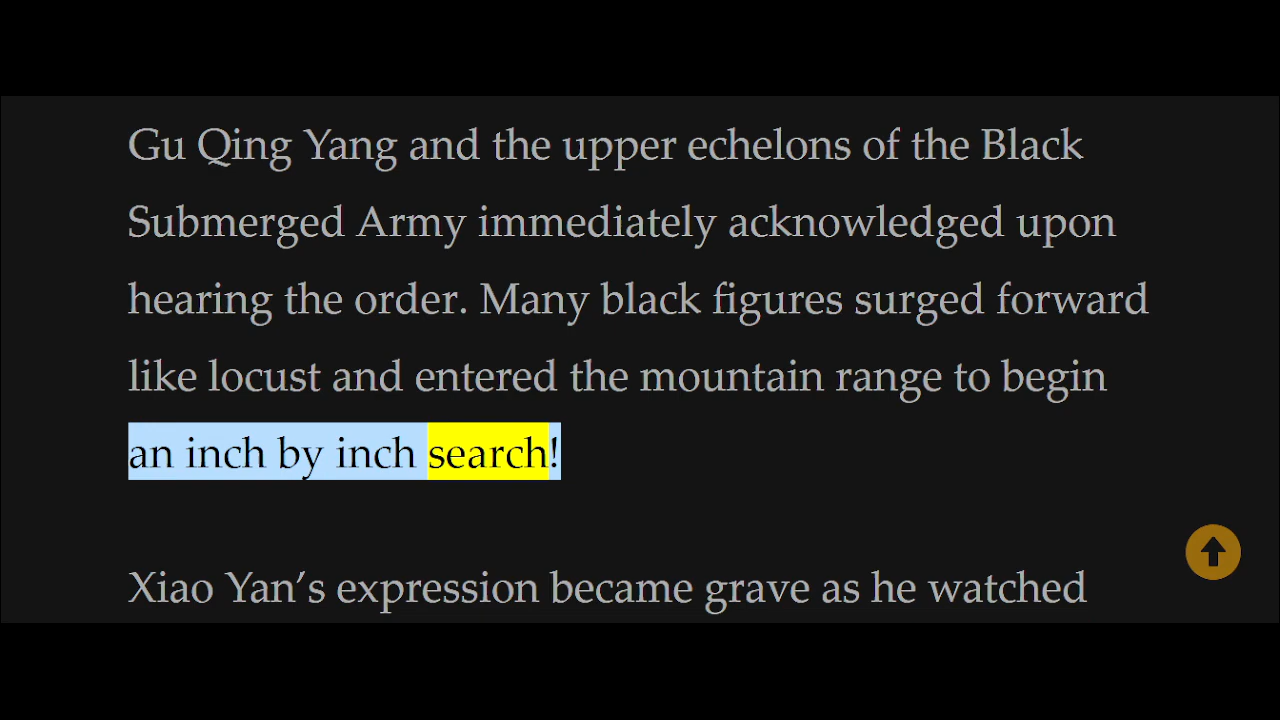 Gu Qing Yang and the upper echelons of the Black
Submerged Army immediately acknowledged upon
hearing the order. Many black figures surged forward
like locust and entered the mountain range to begin
an inch by inch search!
Xiao Yan’s expression became grave as he watched